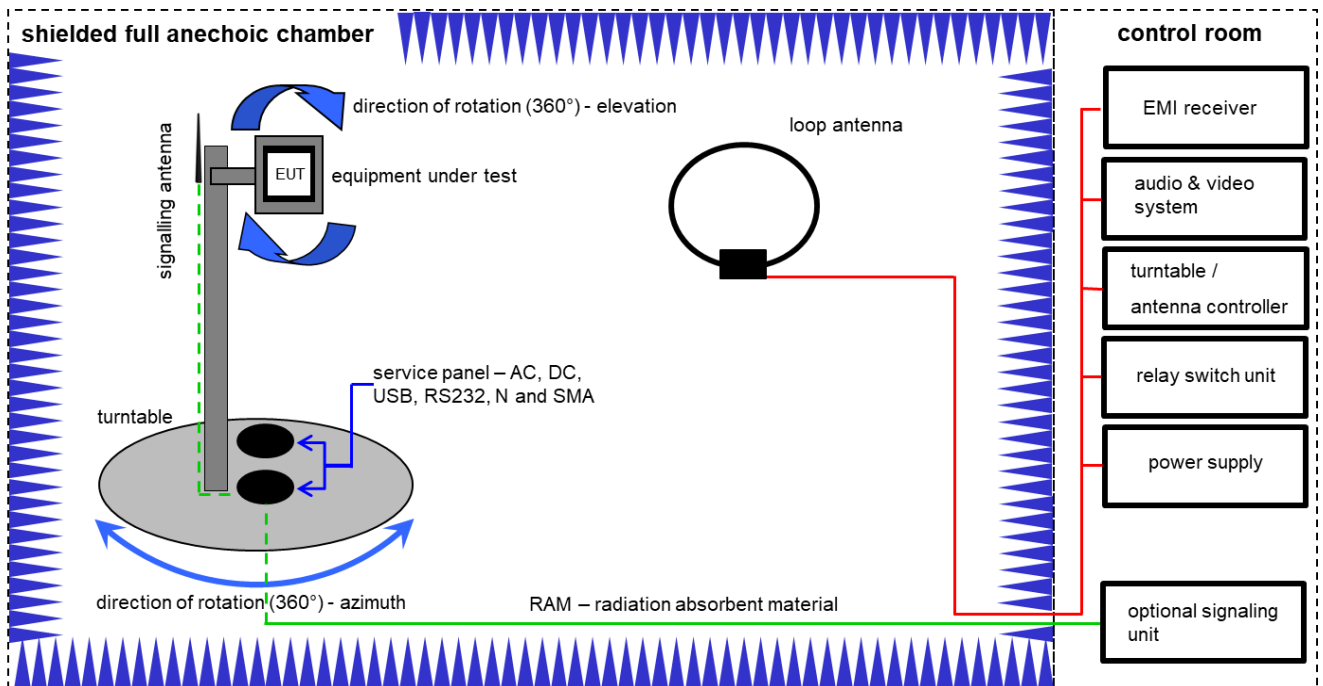 shielded full anechoic chamber
control room
direction of rotation (360°) - elevation
signalling antenna
EUT
equipment under test
loop antenna
EMI receiver
audio & video
system
turntable /
antenna controller
relay switch unit
power supply
service panel – AC, DC,
USB, RS232, N and SMA
turntable
direction of rotation (360°) - azimuth
RAM – radiation absorbent material
optional signaling
unit